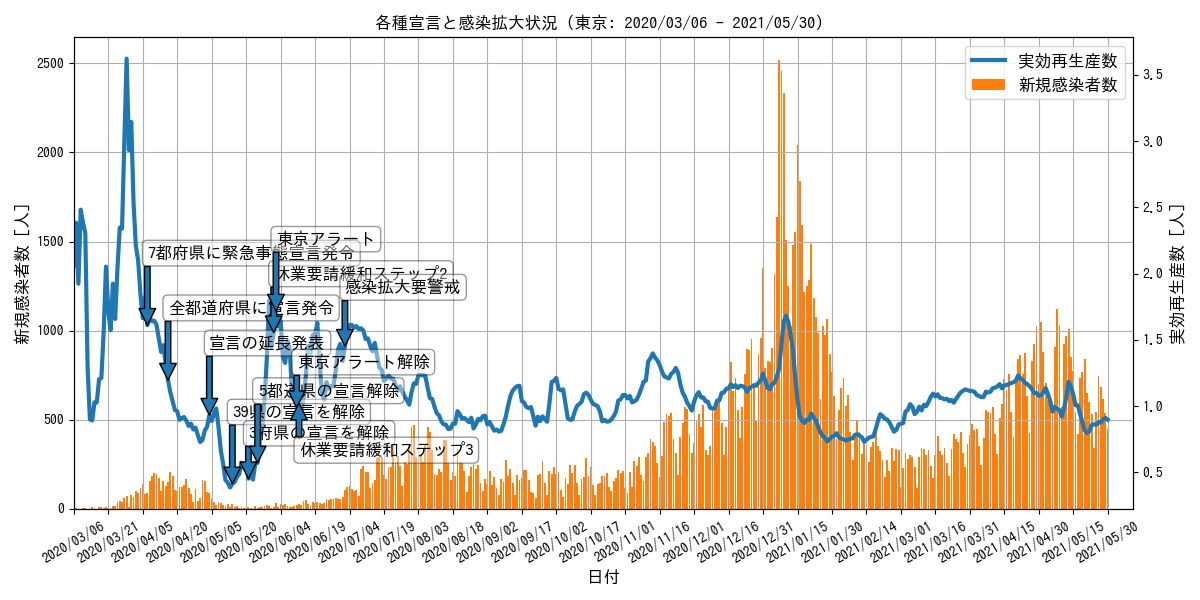 各種宣言と感染拡大状況 (東京: 2020/03/06 - 2021/05/30)
実効再生産数
新規感染者数
新規感染者数 [人]
2500
2000
1500
1000
500
0
実効再生産数 [人]
3.5
3.0
2.5
2.0
1.5
1.0
0.5
東京アラート
7都府県に緊急事態宣言発令
休業要請緩和ステップ2
感染拡大要警戒
全都道府県に宣言発令
宣言の延長発表
東京アラート解除
5都道県の宣言解除
39県の宣言を解除
3府県の宣言を解除
休業要請緩和ステップ3
2020/03/06
2020/03/21
2020/04/05
2020/04/20
2020/05/05
2020/05/20
2020/06/04
2020/06/19
2020/07/04
2020/07/19
2020/08/03
2020/08/18
2020/09/02
2020/09/17
2020/10/02
2020/10/17
2020/11/01
2020/11/16
2020/12/01
2020/12/16
2020/12/31
2021/01/15
2021/01/30
2021/02/14
2021/03/01
2021/03/16
2021/03/31
2021/04/15
2021/04/30
2021/05/15
2021/05/30
日付